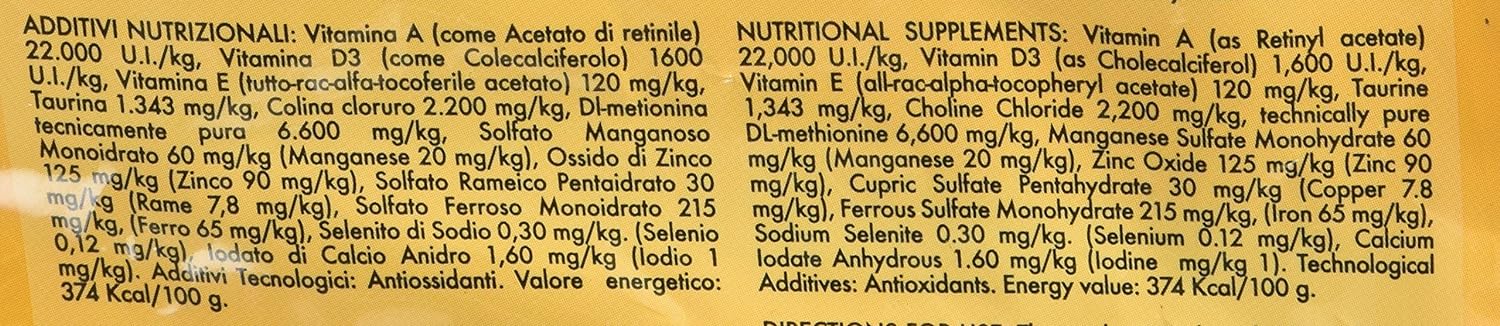 ADDITIVI NUTRIZIONALI: Vitamina A (come Acetato di retinile)
22.000 U.I./kg, Vitamina D3 (come Colecalciferolo) 1600
U.I./kg, Vitamina E (tutto-rac-alfa-tocoferile acetato) 120 mg/kg,
Taurina 1.343 mg/kg, Colina cloruro 2.200 mg/kg, Dl-metionina
tecnicamente pura 6.600 mg/kg, Solfato Manganoso
Monoidrato 60 mg/kg (Manganese 20 mg/kg), Ossido di Zinco
125 mg/kg (Zinco 90 mg/kg), Solfato Rameico Pentaidrato 30
mg/kg (Rame 7,8 mg/kg), Solfato Ferroso Monoidrato 215
mg/kg, (Ferro 65 mg/kg), Selenito di Sodio 0,30 mg/kg. (Selenio
0,12 mg/kg), Iodato di Calcio Anidro 1,60 mg/kg (Iodio 1
mg/kg). Additivi Tecnologici: Antiossidanti. Valore energetico:
374 Kcal/100 g.
NUTRITIONAL SUPPLEMENTS: Vitamin A (as Retinyl acetate)
22,000 U.I./kg, Vitamin D3 (as Cholecalciferol) 1,600 U.I./kg,
Vitamin E (all-rac-alpha-tocopheryl acetate) 120 mg/kg, Taurine
1,343 mg/kg, Choline Chloride 2,200 mg/kg, technically pure
DL-methionine 6,600 mg/kg, Manganese Sulfate Monohydrate 60
mg/kg (Manganese 20 mg/kg), Zinc Oxide 125 mg/kg (Zinc 90
mg/kg), Cupric Sulfate Pentahydrate 30 mg/kg (Copper 7.8
mg/kg), Ferrous Sulfate Monohydrate 215 mg/kg, (Iron 65 mg/kg),
Sodium Selenite 0.30 mg/kg. (Selenium 0.12 mg/kg), Calcium
Iodate Anhydrous 1.60 mg/kg (Iodine mg/kg 1). Technological
Additives: Antioxidants. Energy value: 374 Kcal/100 g.